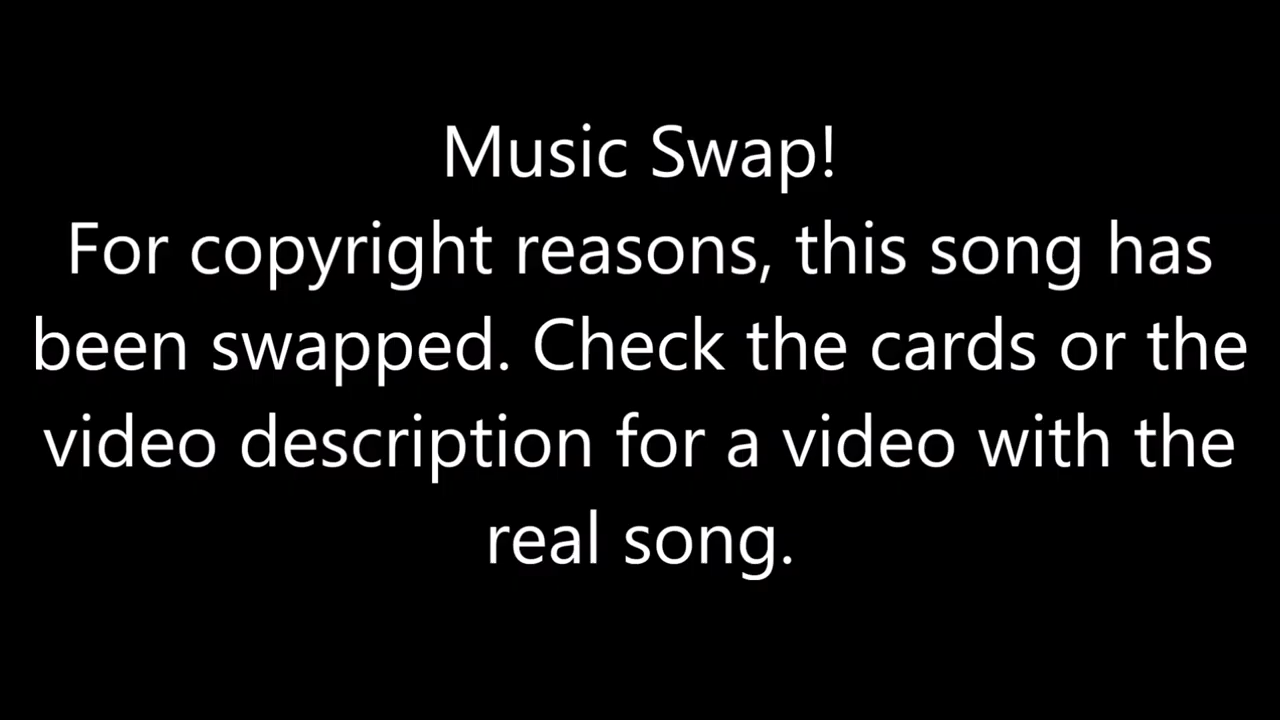 Music Swap!
For copyright reasons, this song has
been swapped. Check the cards or the
video description for a video with the
real song.